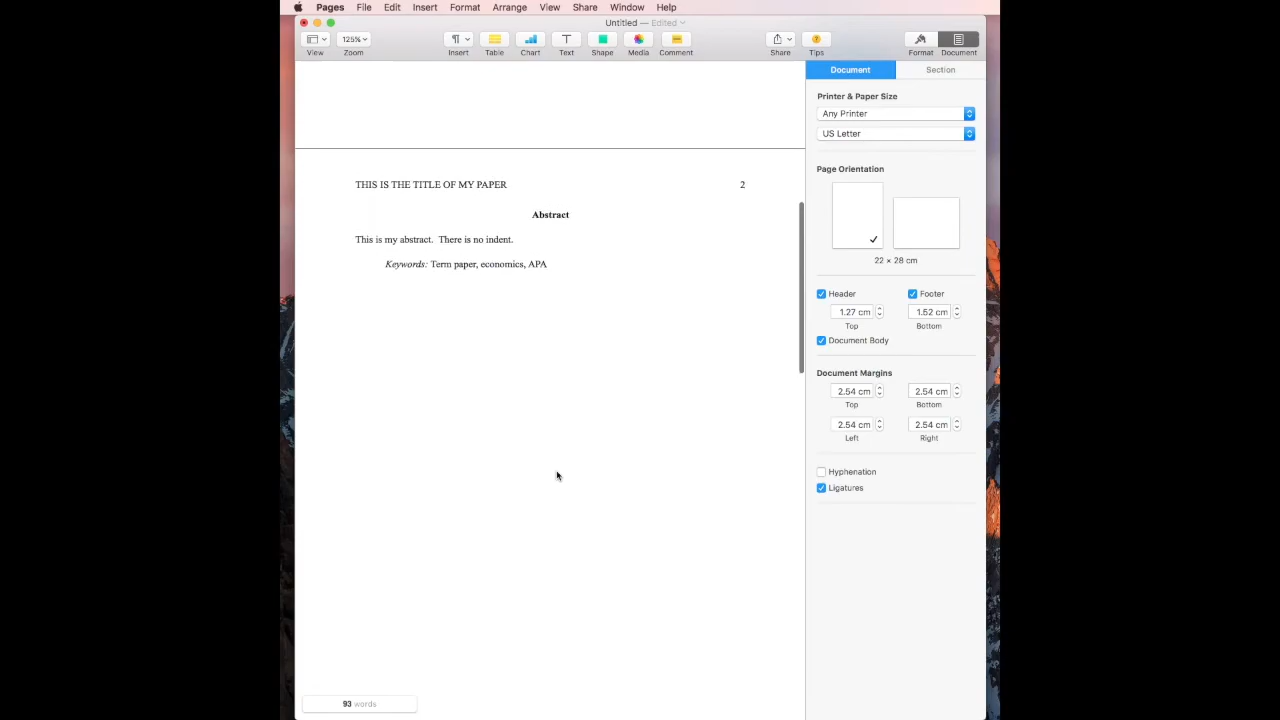 Pages File Edit Insert Format Arrange View Share Window Help
Untitled — Edited
125%
View Zoom Insert Table Chart Text Shape Media Comment Share Tips Format Document
Document Section
Printer & Paper Size
Any Printer
US Letter
Page Orientation
22 × 28 cm
Header Footer
1.27 cm 1.52 cm
Top Bottom
Document Body
Document Margins
2.54 cm 2.54 cm
Top Bottom
2.54 cm 2.54 cm
Left Right
Hyphenation
Ligatures
THIS IS THE TITLE OF MY PAPER 2
Abstract
This is my abstract. There is no indent.
Keywords: Term paper, economics, APA
93 words